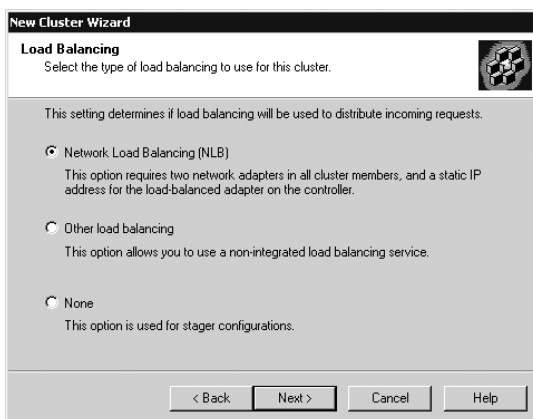 New Cluster Wizard
Load Balancing
Select the type of load balancing to use for this cluster.
This setting determines if load balancing will be used to distribute incoming requests.
Network Load Balancing (NLB)
This option requires two network adapters in all cluster members, and a static IP
address for the load-balanced adapter on the controller.
Other load balancing
This option allows you to use a non-integrated load balancing service.
None
This option is used for stager configurations.
< Back Next > Cancel Help